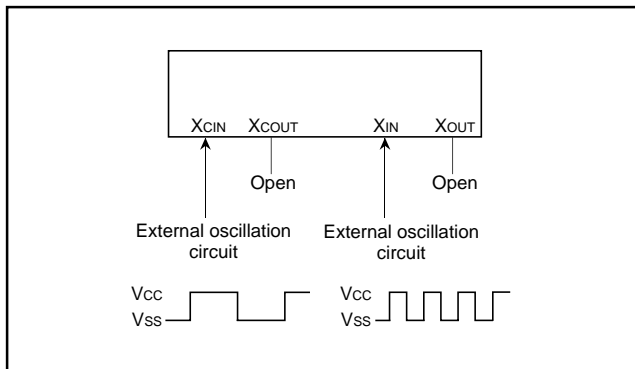 XCIN XCOUT XIN XOUT
Open Open
External oscillation External oscillation
circuit circuit
VCC VCC
VSS VSS